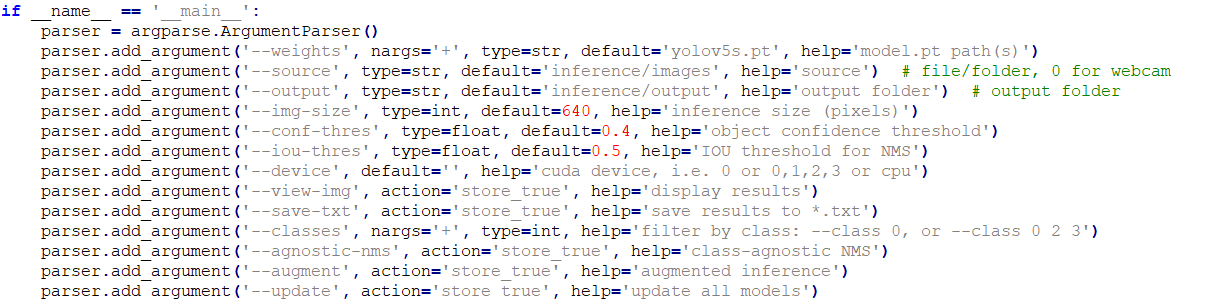 if __name__ == '__main__':
    parser = argparse.ArgumentParser()
    parser.add_argument('--weights', nargs='+', type=str, default='yolov5s.pt', help='model.pt path(s)')
    parser.add_argument('--source', type=str, default='inference/images', help='source')  # file/folder, 0 for webcam
    parser.add_argument('--output', type=str, default='inference/output', help='output folder')  # output folder
    parser.add_argument('--img-size', type=int, default=640, help='inference size (pixels)')
    parser.add_argument('--conf-thres', type=float, default=0.4, help='object confidence threshold')
    parser.add_argument('--iou-thres', type=float, default=0.5, help='IOU threshold for NMS')
    parser.add_argument('--device', default='', help='cuda device, i.e. 0 or 0,1,2,3 or cpu')
    parser.add_argument('--view-img', action='store_true', help='display results')
    parser.add_argument('--save-txt', action='store_true', help='save results to *.txt')
    parser.add_argument('--classes', nargs='+', type=int, help='filter by class: --class 0, or --class 0 2 3')
    parser.add_argument('--agnostic-nms', action='store_true', help='class-agnostic NMS')
    parser.add_argument('--augment', action='store_true', help='augmented inference')
    parser.add_argument('--update', action='store_true', help='update all models')